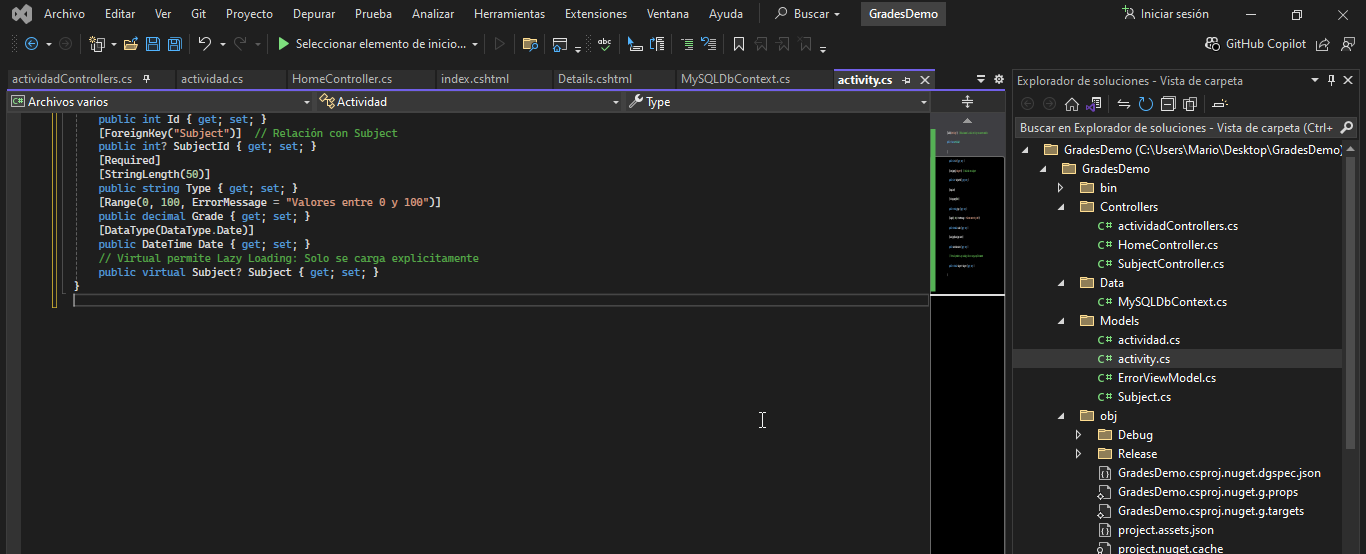 Archivo Editar Ver Git Proyecto Depurar Prueba Analizar Herramientas Extensiones Ventana Ayuda Buscar GradesDemo Iniciar sesión
Seleccionar elemento de inicio... GitHub Copilot
actividadControllers.cs actividad.cs HomeController.cs index.cshtml Details.cshtml MySQLDbContext.cs activity.cs
Archivos varios Actividad Type
public int Id { get; set; }
[ForeignKey("Subject")] // Relación con Subject
public int? SubjectId { get; set; }
[Required]
[StringLength(50)]
public string Type { get; set; }
[Range(0, 100, ErrorMessage = "Valores entre 0 y 100")]
public decimal Grade { get; set; }
[DataType(DataType.Date)]
public DateTime Date { get; set; }
// Virtual permite Lazy Loading: Solo se carga explicitamente
public virtual Subject? Subject { get; set; }
}
Explorador de soluciones - Vista de carpeta
Buscar en Explorador de soluciones - Vista de carpeta (Ctrl+
GradesDemo (C:\Users\Mario\Desktop\GradesDemo)
GradesDemo
bin
Controllers
C# actividadControllers.cs
C# HomeController.cs
C# SubjectController.cs
Data
C# MySQLDbContext.cs
Models
C# actividad.cs
C# activity.cs
C# ErrorViewModel.cs
C# Subject.cs
obj
Debug
Release
GradesDemo.csproj.nuget.dgspec.json
GradesDemo.csproj.nuget.g.props
GradesDemo.csproj.nuget.g.targets
project.assets.json
project.nuget.cache